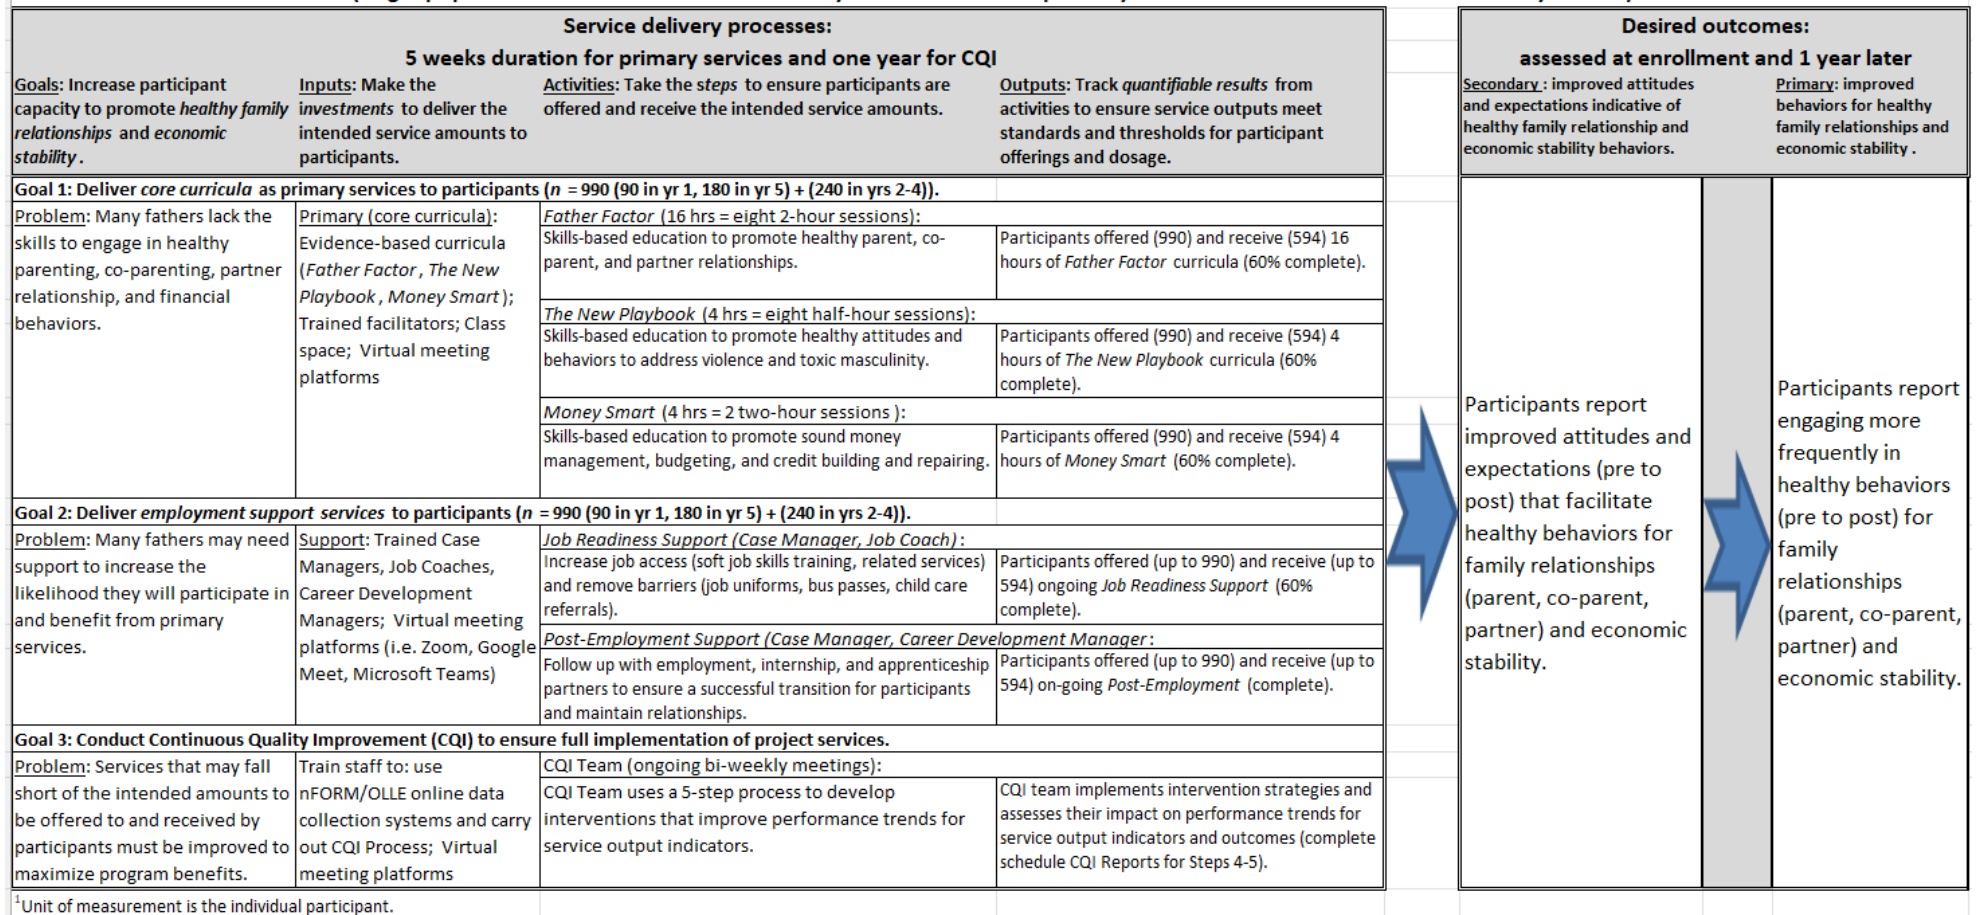 Service delivery processes:
5 weeks duration for primary services and one year for CQI
Goals: Increase participant
capacity to promote healthy family
relationships and economic
stability.
Inputs: Make the
investments to deliver the
intended service amounts to
participants.
Activities: Take the steps to ensure participants are
offered and receive the intended service amounts.
Outputs: Track quantifiable results from
activities to ensure service outputs meet
standards and thresholds for participant
offerings and dosage.
Goal 1: Deliver core curricula as primary services to participants (n = 990 (90 in yr 1, 180 in yr 5) + (240 in yrs 2-4)).
Problem: Many fathers lack the
skills to engage in healthy
parenting, co-parenting, partner
relationship, and financial
behaviors.
Primary (core curricula):
Evidence-based curricula
(Father Factor, The New
Playbook, Money Smart);
Trained facilitators; Class
space; Virtual meeting
platforms
Father Factor (16 hrs = eight 2-hour sessions):
Skills-based education to promote healthy parent, co-
parent, and partner relationships.
Participants offered (990) and receive (594) 16
hours of Father Factor curricula (60% complete).
The New Playbook (4 hrs = eight half-hour sessions):
Skills-based education to promote healthy attitudes and
behaviors to address violence and toxic masculinity.
Participants offered (990) and receive (594) 4
hours of The New Playbook curricula (60%
complete).
Money Smart (4 hrs = 2 two-hour sessions ):
Skills-based education to promote sound money
management, budgeting, and credit building and repairing.
Participants offered (990) and receive (594) 4
hours of Money Smart (60% complete).
Goal 2: Deliver employment support services to participants (n = 990 (90 in yr 1, 180 in yr 5) + (240 in yrs 2-4)).
Problem: Many fathers may need
support to increase the
likelihood they will participate in
and benefit from primary
services.
Support: Trained Case
Managers, Job Coaches,
Career Development
Managers; Virtual meeting
platforms (i.e. Zoom, Google
Meet, Microsoft Teams)
Job Readiness Support (Case Manager, Job Coach) :
Increase job access (soft job skills training, related services)
and remove barriers (job uniforms, bus passes, child care
referrals).
Participants offered (up to 990) and receive (up to
594) ongoing Job Readiness Support (60%
complete).
Post-Employment Support (Case Manager, Career Development Manager:
Follow up with employment, internship, and apprenticeship
partners to ensure a successful transition for participants
and maintain relationships.
Participants offered (up to 990) and receive (up to
594) on-going Post-Employment (complete).
Goal 3: Conduct Continuous Quality Improvement (CQI) to ensure full implementation of project services.
Problem: Services that may fall
short of the intended amounts to
be offered to and received by
participants must be improved to
maximize program benefits.
Train staff to: use
nFORM/OLLE online data
collection systems and carry
out CQI Process; Virtual
meeting platforms
CQI Team (ongoing bi-weekly meetings):
CQI Team uses a 5-step process to develop
interventions that improve performance trends for
service output indicators.
CQI team implements intervention strategies and
assesses their impact on performance trends for
service output indicators and outcomes (complete
schedule CQI Reports for Steps 4-5).
1Unit of measurement is the individual participant.
Desired outcomes:
assessed at enrollment and 1 year later
Secondary : improved attitudes
and expectations indicative of
healthy family relationship and
economic stability behaviors.
Primary: improved
behaviors for healthy
family relationships and
economic stability .
Participants report
improved attitudes and
expectations (pre to
post) that facilitate
healthy behaviors for
family relationships
(parent, co-parent,
partner) and economic
stability.
Participants report
engaging more
frequently in
healthy behaviors
(pre to post) for
family
relationships
(parent, co-parent,
partner) and
economic stability.